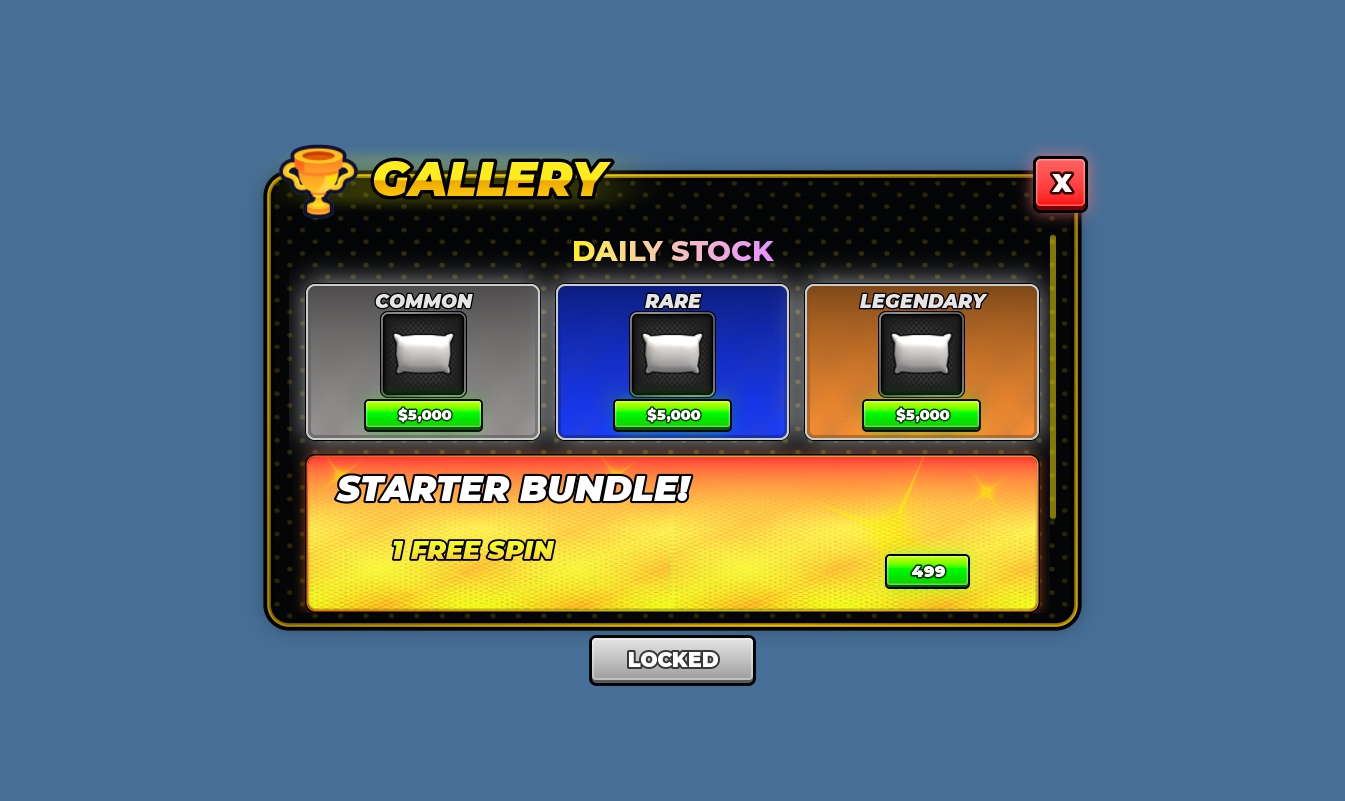 GALLERY
X
DAILY STOCK
COMMON
RARE
LEGENDARY
$5,000
$5,000
$5,000
STARTER BUNDLE!
1 FREE SPIN
499
LOCKED